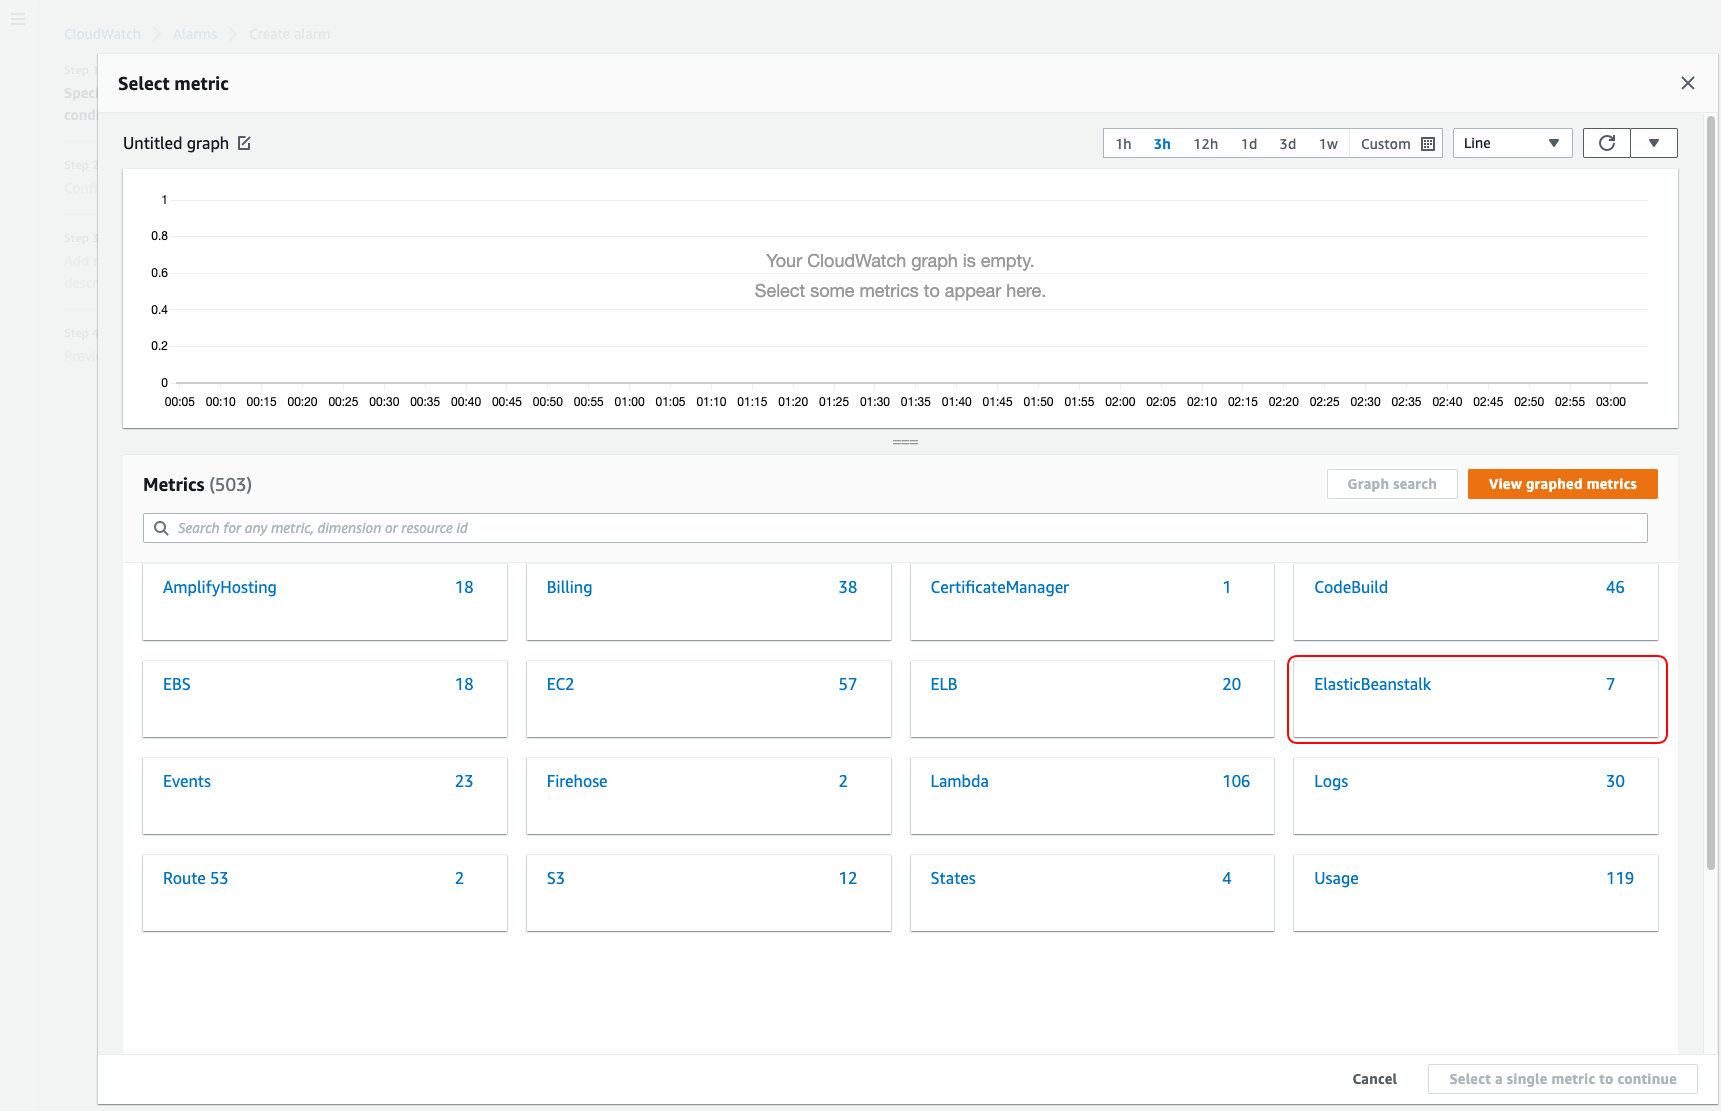 CloudWatch > Alarms > Create alarm
Step 1
Speci
cond
Step 2
Conf
Step 3
Add
descr
Step 4
Previ
Select metric
Untitled graph
1h 3h 12h 1d 3d 1w Custom Line
1
0.8
0.6
0.4
0.2
0
Your CloudWatch graph is empty.
Select some metrics to appear here.
00:05 00:10 00:15 00:20 00:25 00:30 00:35 00:40 00:45 00:50 00:55 01:00 01:05 01:10 01:15 01:20 01:25 01:30 01:35 01:40 01:45 01:50 01:55 02:00 02:05 02:10 02:15 02:20 02:25 02:30 02:35 02:40 02:45 02:50 02:55 03:00
Metrics (503)
Graph search
View graphed metrics
Search for any metric, dimension or resource id
AmplifyHosting 18
Billing 38
CertificateManager 1
CodeBuild 46
EBS 18
EC2 57
ELB 20
ElasticBeanstalk 7
Events 23
Firehose 2
Lambda 106
Logs 30
Route 53 2
S3 12
States 4
Usage 119
Cancel
Select a single metric to continue